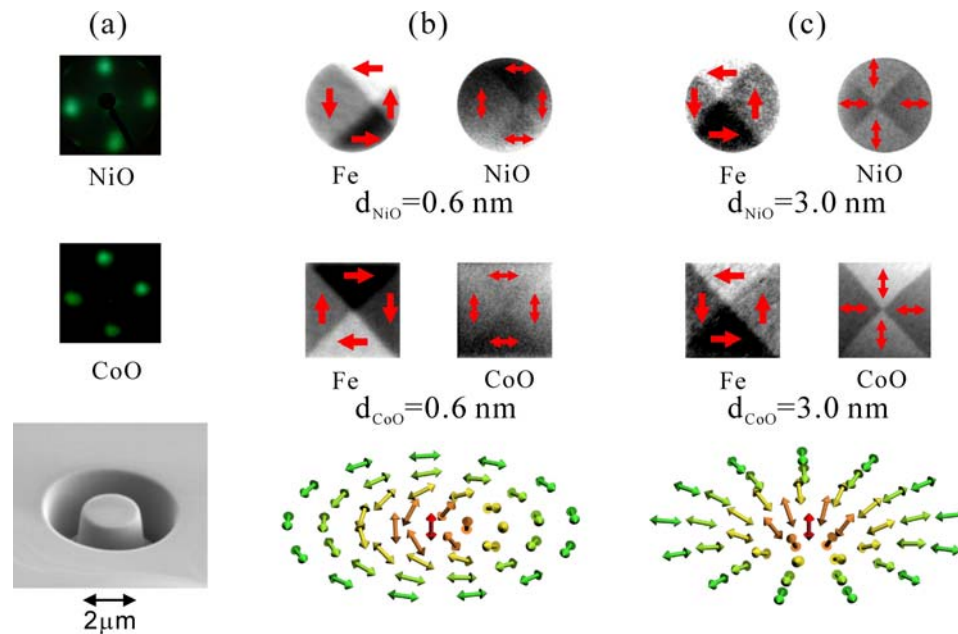 (a)
(b)
(c)
NiO
Fe
NiO
d_NiO=0.6 nm
Fe
NiO
d_NiO=3.0 nm
CoO
Fe
CoO
d_CoO=0.6 nm
Fe
CoO
d_CoO=3.0 nm
2μm